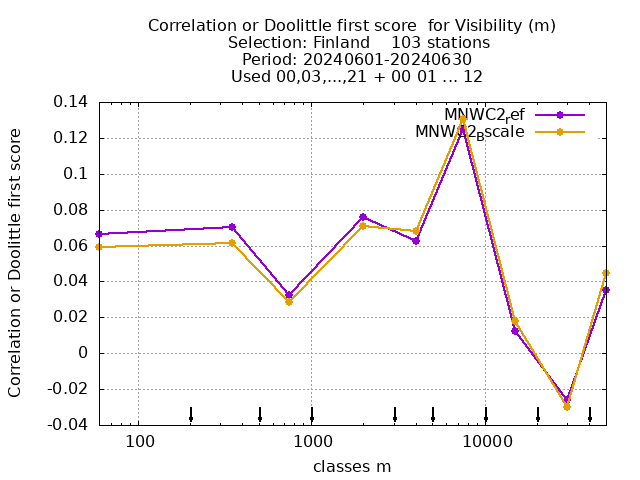 Correlation or Doolittle first score  for Visibility (m)
Selection: Finland    103 stations
Period: 20240601-20240630
Used 00,03,...,21 + 00 01 ... 12
MNWC2ref
MNWC2Bscale
Correlation or Doolittle first score
0.14
0.12
0.1
0.08
0.06
0.04
0.02
0
-0.02
-0.04
100
1000
10000
classes m